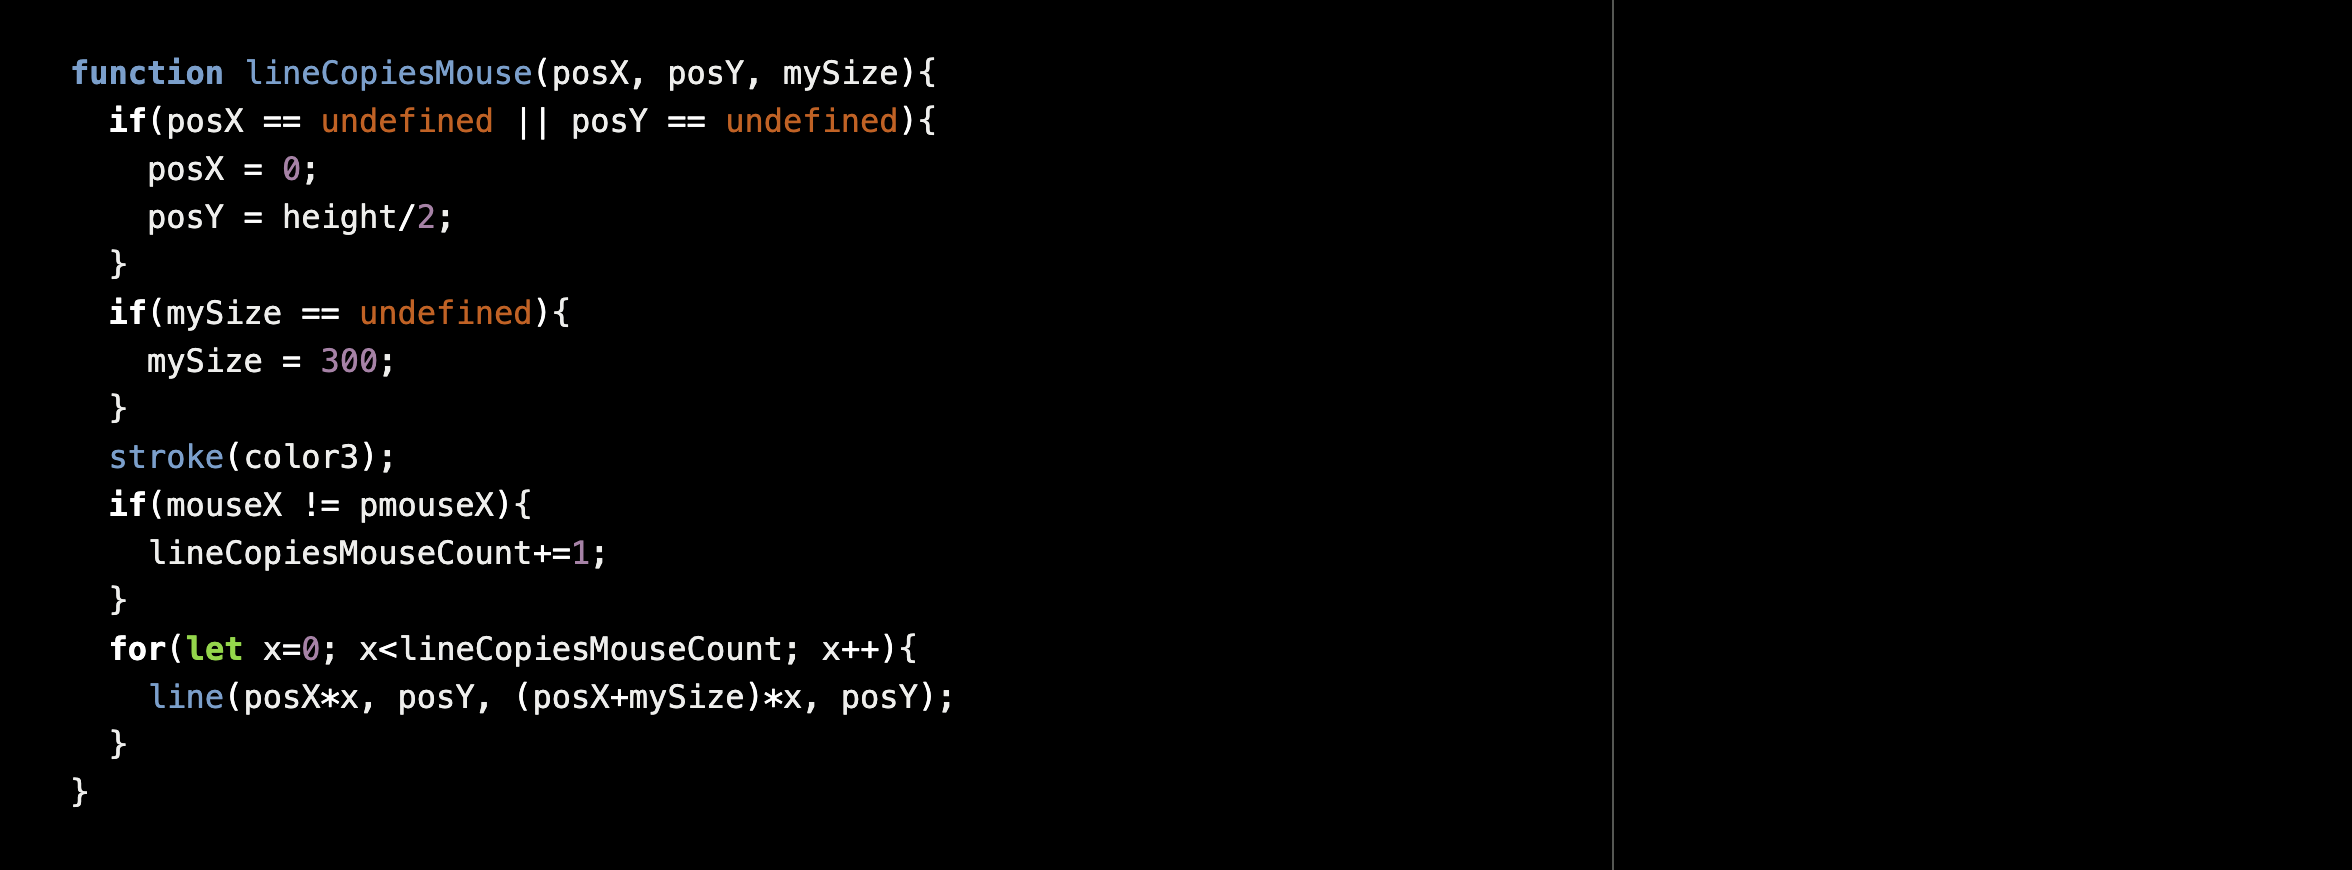 function lineCopiesMouse(posX, posY, mySize){
  if(posX == undefined || posY == undefined){
    posX = 0;
    posY = height/2;
  }
  if(mySize == undefined){
    mySize = 300;
  }
  stroke(color3);
  if(mouseX != pmouseX){
    lineCopiesMouseCount+=1;
  }
  for(let x=0; x<lineCopiesMouseCount; x++){
    line(posX*x, posY, (posX+mySize)*x, posY);
  }
}